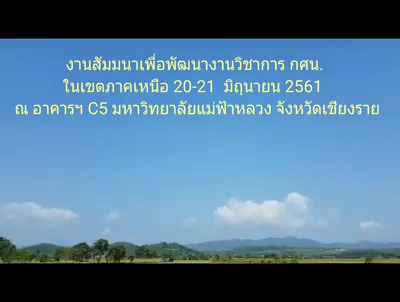 งานสัมมนาเพื่อพัฒนางานวิชาการ กศน.
ในเขตภาคเหนือ 20-21 มิถุนายน 2561
ณ อาคารฯ C5 มหาวิทยาลัยแม่ฟ้าหลวง จังหวัดเชียงราย